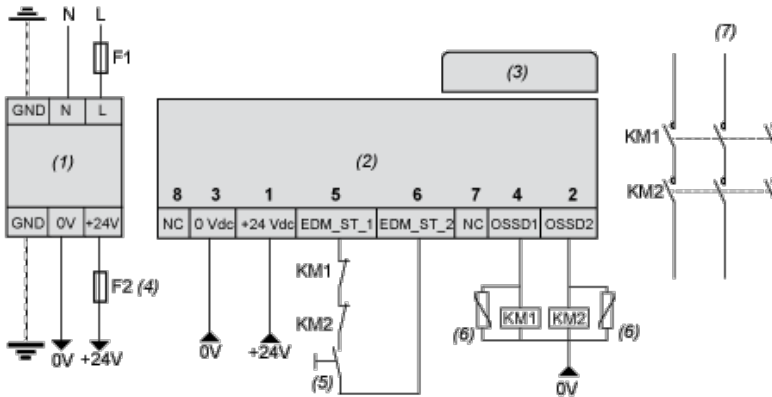 N L
F1
(7)
GND N L
(3)
(1)
(2)
KM1
KM2
8 3 1 5 6 7 4 2
GND 0V +24V
NC 0 Vdc +24 Vdc EDM_ST_1 EDM_ST_2 NC OSSD1 OSSD2
KM1
F2 (4)
KM2
KM1 KM2
(6) (6)
0V +24V
0V +24V
(5)
0V